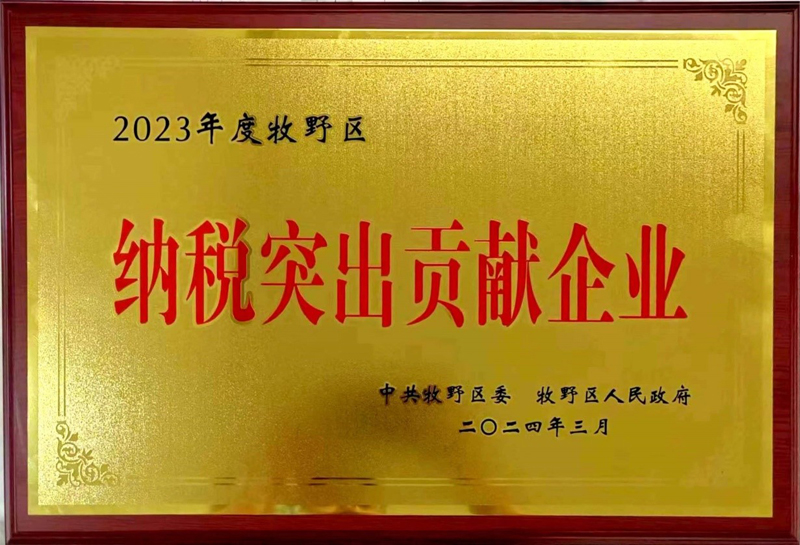 2023年度牧野区
纳税突出贡献企业
中共牧野区委 牧野区人民政府
二〇二四年三月